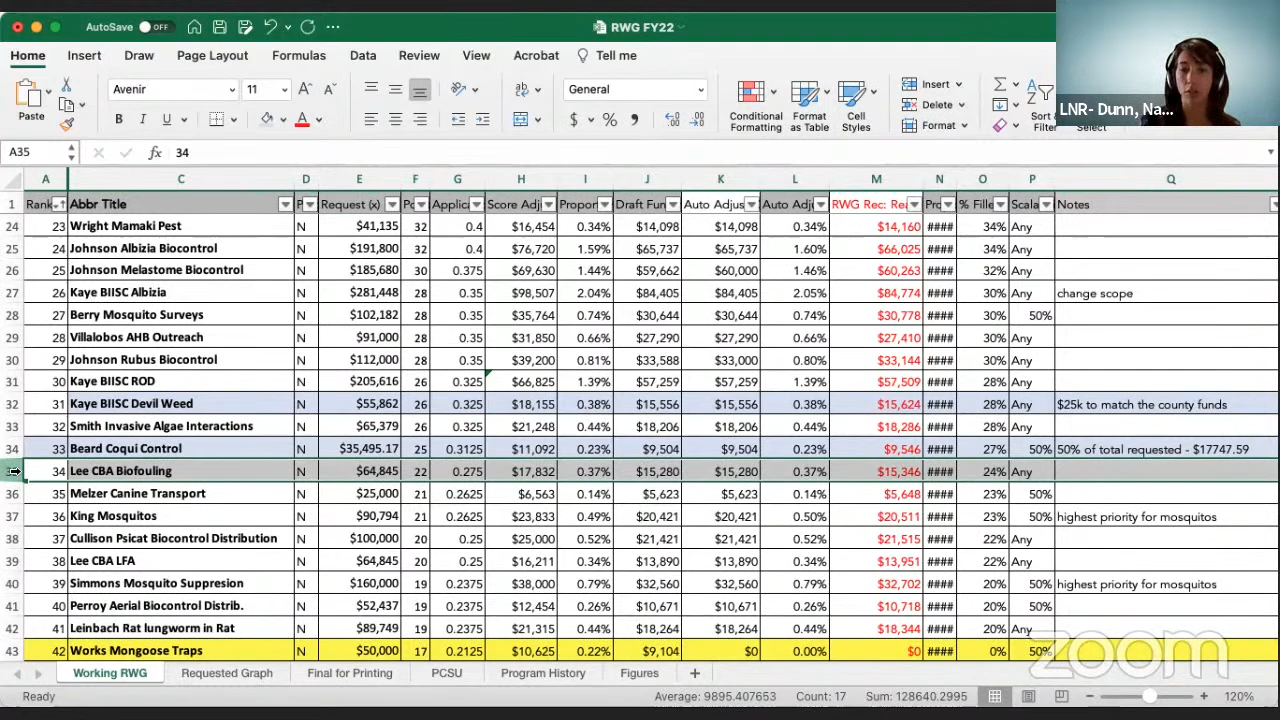 AutoSave OFF RWG FY22
Home Insert Draw Page Layout Formulas Data Review View Acrobat Tell me
Paste Avenir 11 General Conditional Formatting Format as Table Cell Styles Insert Delete Format Sort & Filter Select
LNR- Dunn, Na...
A35 fx 34
A C D E F G H I J K L M N O P Q
1 Rank Abbr Title P Request (x) Po Applica Score Adj Propor Draft Fun Auto Adjus Auto Adj RWG Rec: Rea Pro % Fille Scala Notes
24 23 Wright Mamaki Pest N $41,135 32 0.4 $16,454 0.34% $14,098 $14,098 0.34% $14,160 #### 34% Any
25 24 Johnson Albizia Biocontrol N $191,800 32 0.4 $76,720 1.59% $65,737 $65,737 1.60% $66,025 #### 34% Any
26 25 Johnson Melastome Biocontrol N $185,680 30 0.375 $69,630 1.44% $59,662 $60,000 1.46% $60,263 #### 32% Any
27 26 Kaye BIISC Albizia N $281,448 28 0.35 $98,507 2.04% $84,405 $84,405 2.05% $84,774 #### 30% Any change scope
28 27 Berry Mosquito Surveys N $102,182 28 0.35 $35,764 0.74% $30,644 $30,644 0.74% $30,778 #### 30% 50%
29 28 Villalobos AHB Outreach N $91,000 28 0.35 $31,850 0.66% $27,290 $27,290 0.66% $27,410 #### 30% Any
30 29 Johnson Rubus Biocontrol N $112,000 28 0.35 $39,200 0.81% $33,588 $33,000 0.80% $33,144 #### 30% Any
31 30 Kaye BIISC ROD N $205,616 26 0.325 $66,825 1.39% $57,259 $57,259 1.39% $57,509 #### 28% Any
32 31 Kaye BIISC Devil Weed N $55,862 26 0.325 $18,155 0.38% $15,556 $15,556 0.38% $15,624 #### 28% Any $25k to match the county funds
33 32 Smith Invasive Algae Interactions N $65,379 26 0.325 $21,248 0.44% $18,206 $18,206 0.44% $18,286 #### 28% Any
34 33 Beard Coqui Control N $35,495.17 25 0.3125 $11,092 0.23% $9,504 $9,504 0.23% $9,546 #### 27% 50% 50% of total requested - $17747.59
34 Lee CBA Biofouling N $64,845 22 0.275 $17,832 0.37% $15,280 $15,280 0.37% $15,346 #### 24% Any
36 35 Melzer Canine Transport N $25,000 21 0.2625 $6,563 0.14% $5,623 $5,623 0.14% $5,648 #### 23% 50%
37 36 King Mosquitos N $90,794 21 0.2625 $23,833 0.49% $20,421 $20,421 0.50% $20,511 #### 23% 50% highest priority for mosquitos
38 37 Cullison Psicat Biocontrol Distribution N $100,000 20 0.25 $25,000 0.52% $21,421 $21,421 0.52% $21,515 #### 22% Any
39 38 Lee CBA LFA N $64,845 20 0.25 $16,211 0.34% $13,890 $13,890 0.34% $13,951 #### 22% Any
40 39 Simmons Mosquito Suppresion N $160,000 19 0.2375 $38,000 0.79% $32,560 $32,560 0.79% $32,702 #### 20% 50% highest priority for mosquitos
41 40 Perroy Aerial Biocontrol Distrib. N $52,437 19 0.2375 $12,454 0.26% $10,671 $10,671 0.26% $10,718 #### 20% 50%
42 41 Leinbach Rat lungworm in Rat N $89,749 19 0.2375 $21,315 0.44% $18,264 $18,264 0.44% $18,344 #### 20% Any
43 42 Works Mongoose Traps N $50,000 17 0.2125 $10,625 0.22% $9,104 $0 0.00% $0 #### 0% 50%
zoom
Working RWG Requested Graph Final for Printing PCSU Program History Figures +
Ready Average: 9895.407653 Count: 17 Sum: 128640.2995 120%